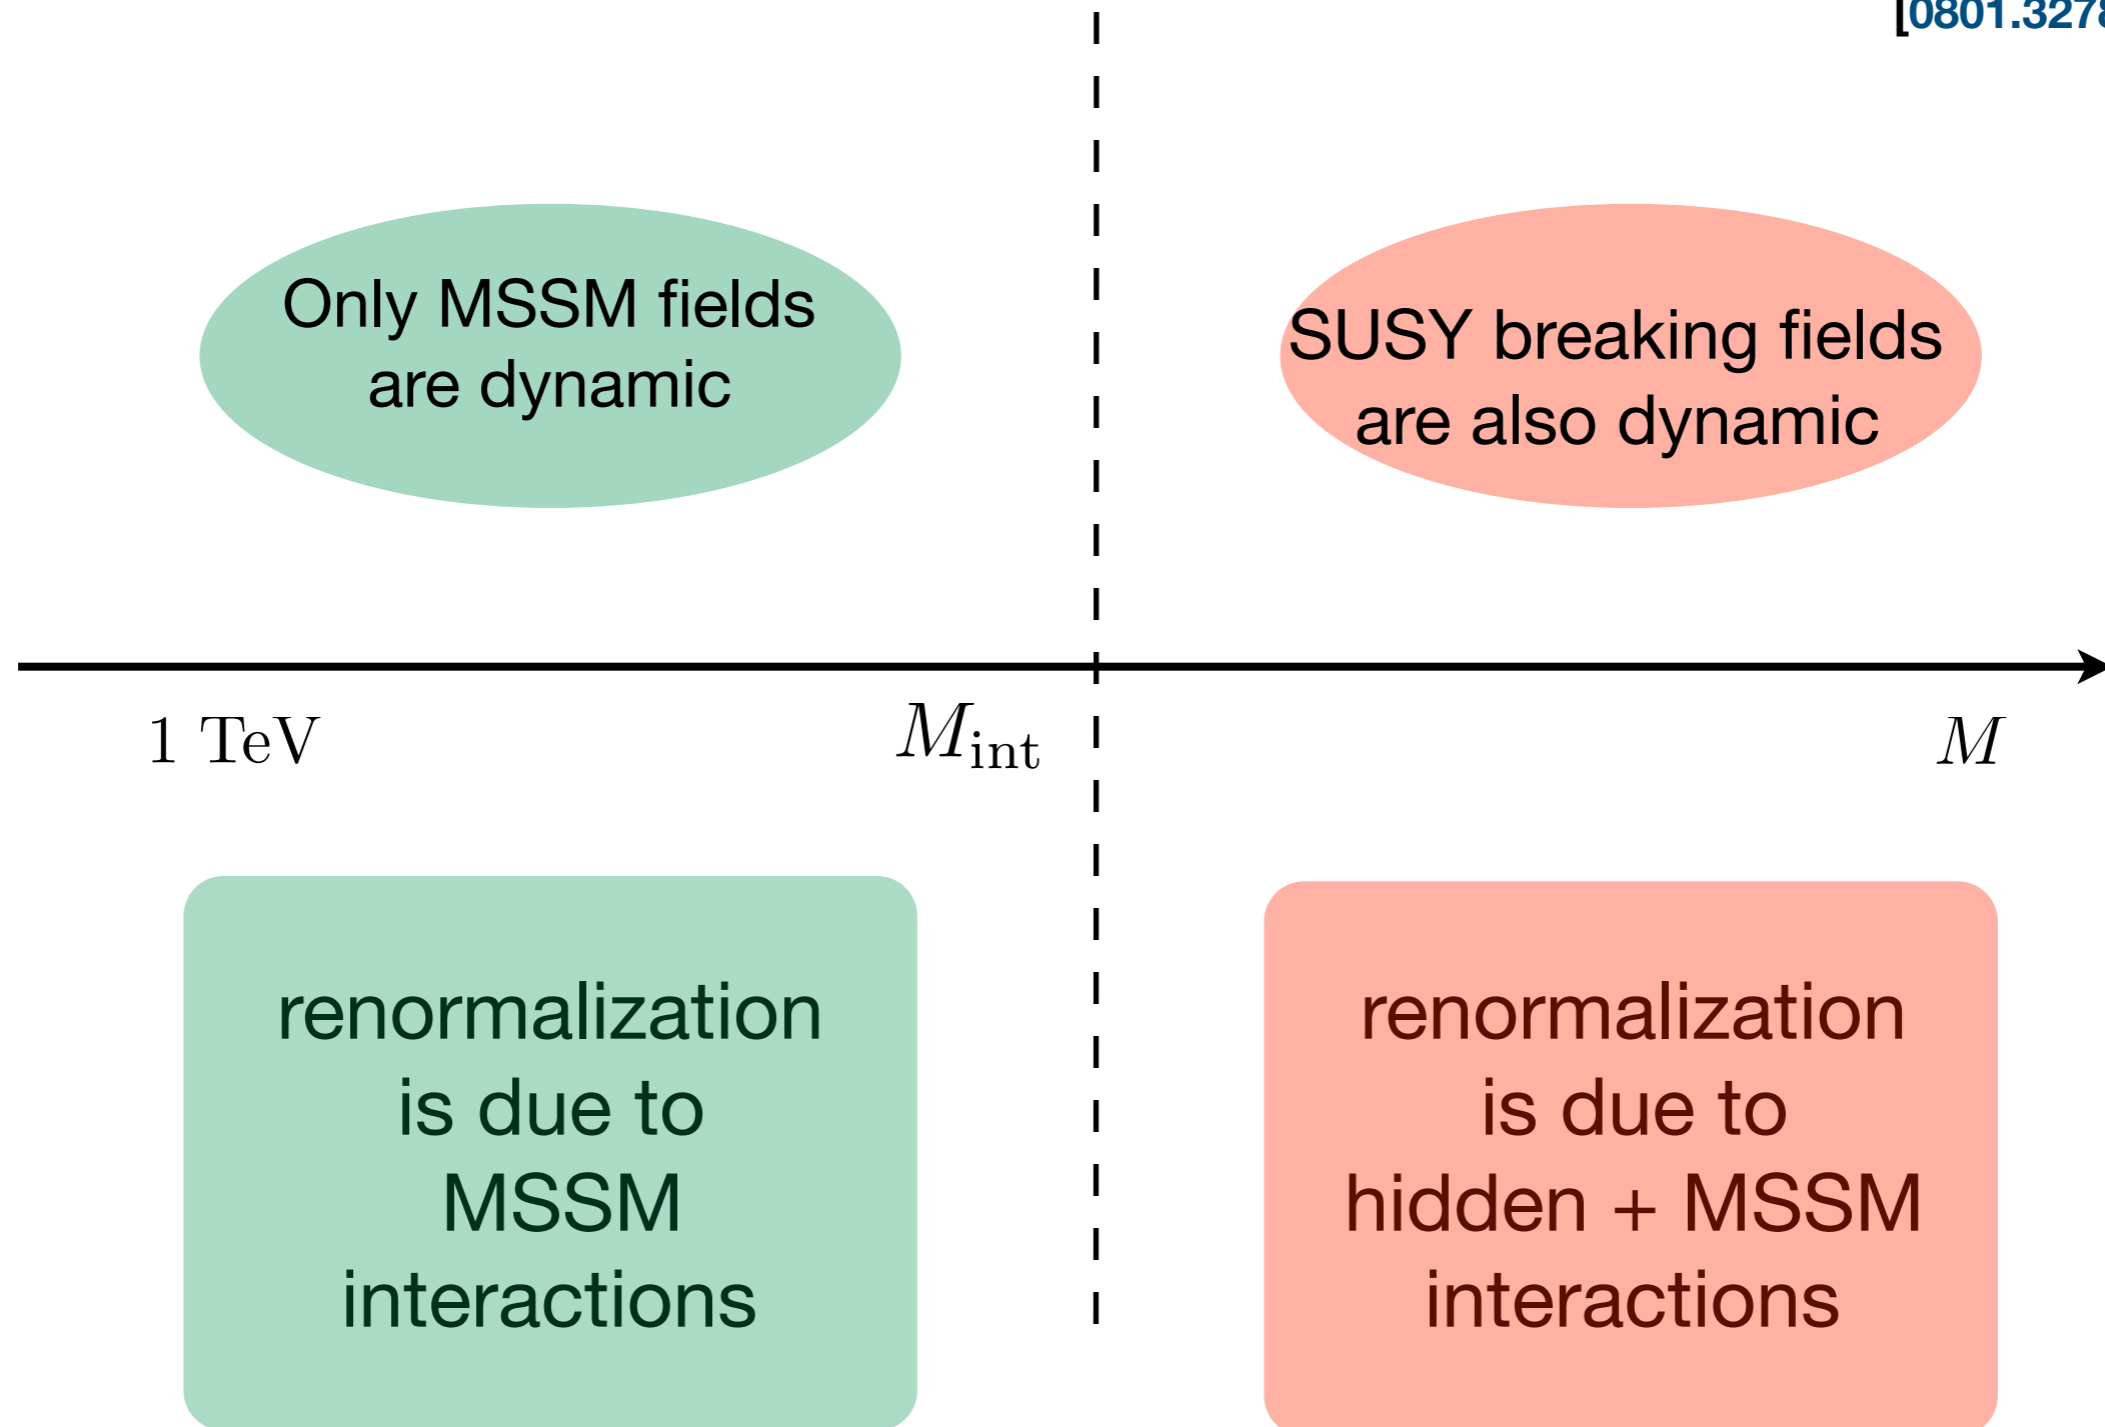 [0801.3278
Only MSSM fields
are dynamic
SUSY breaking fields
are also dynamic
1 TeV
M_int
M
renormalization
is due to
MSSM
interactions
renormalization
is due to
hidden + MSSM
interactions